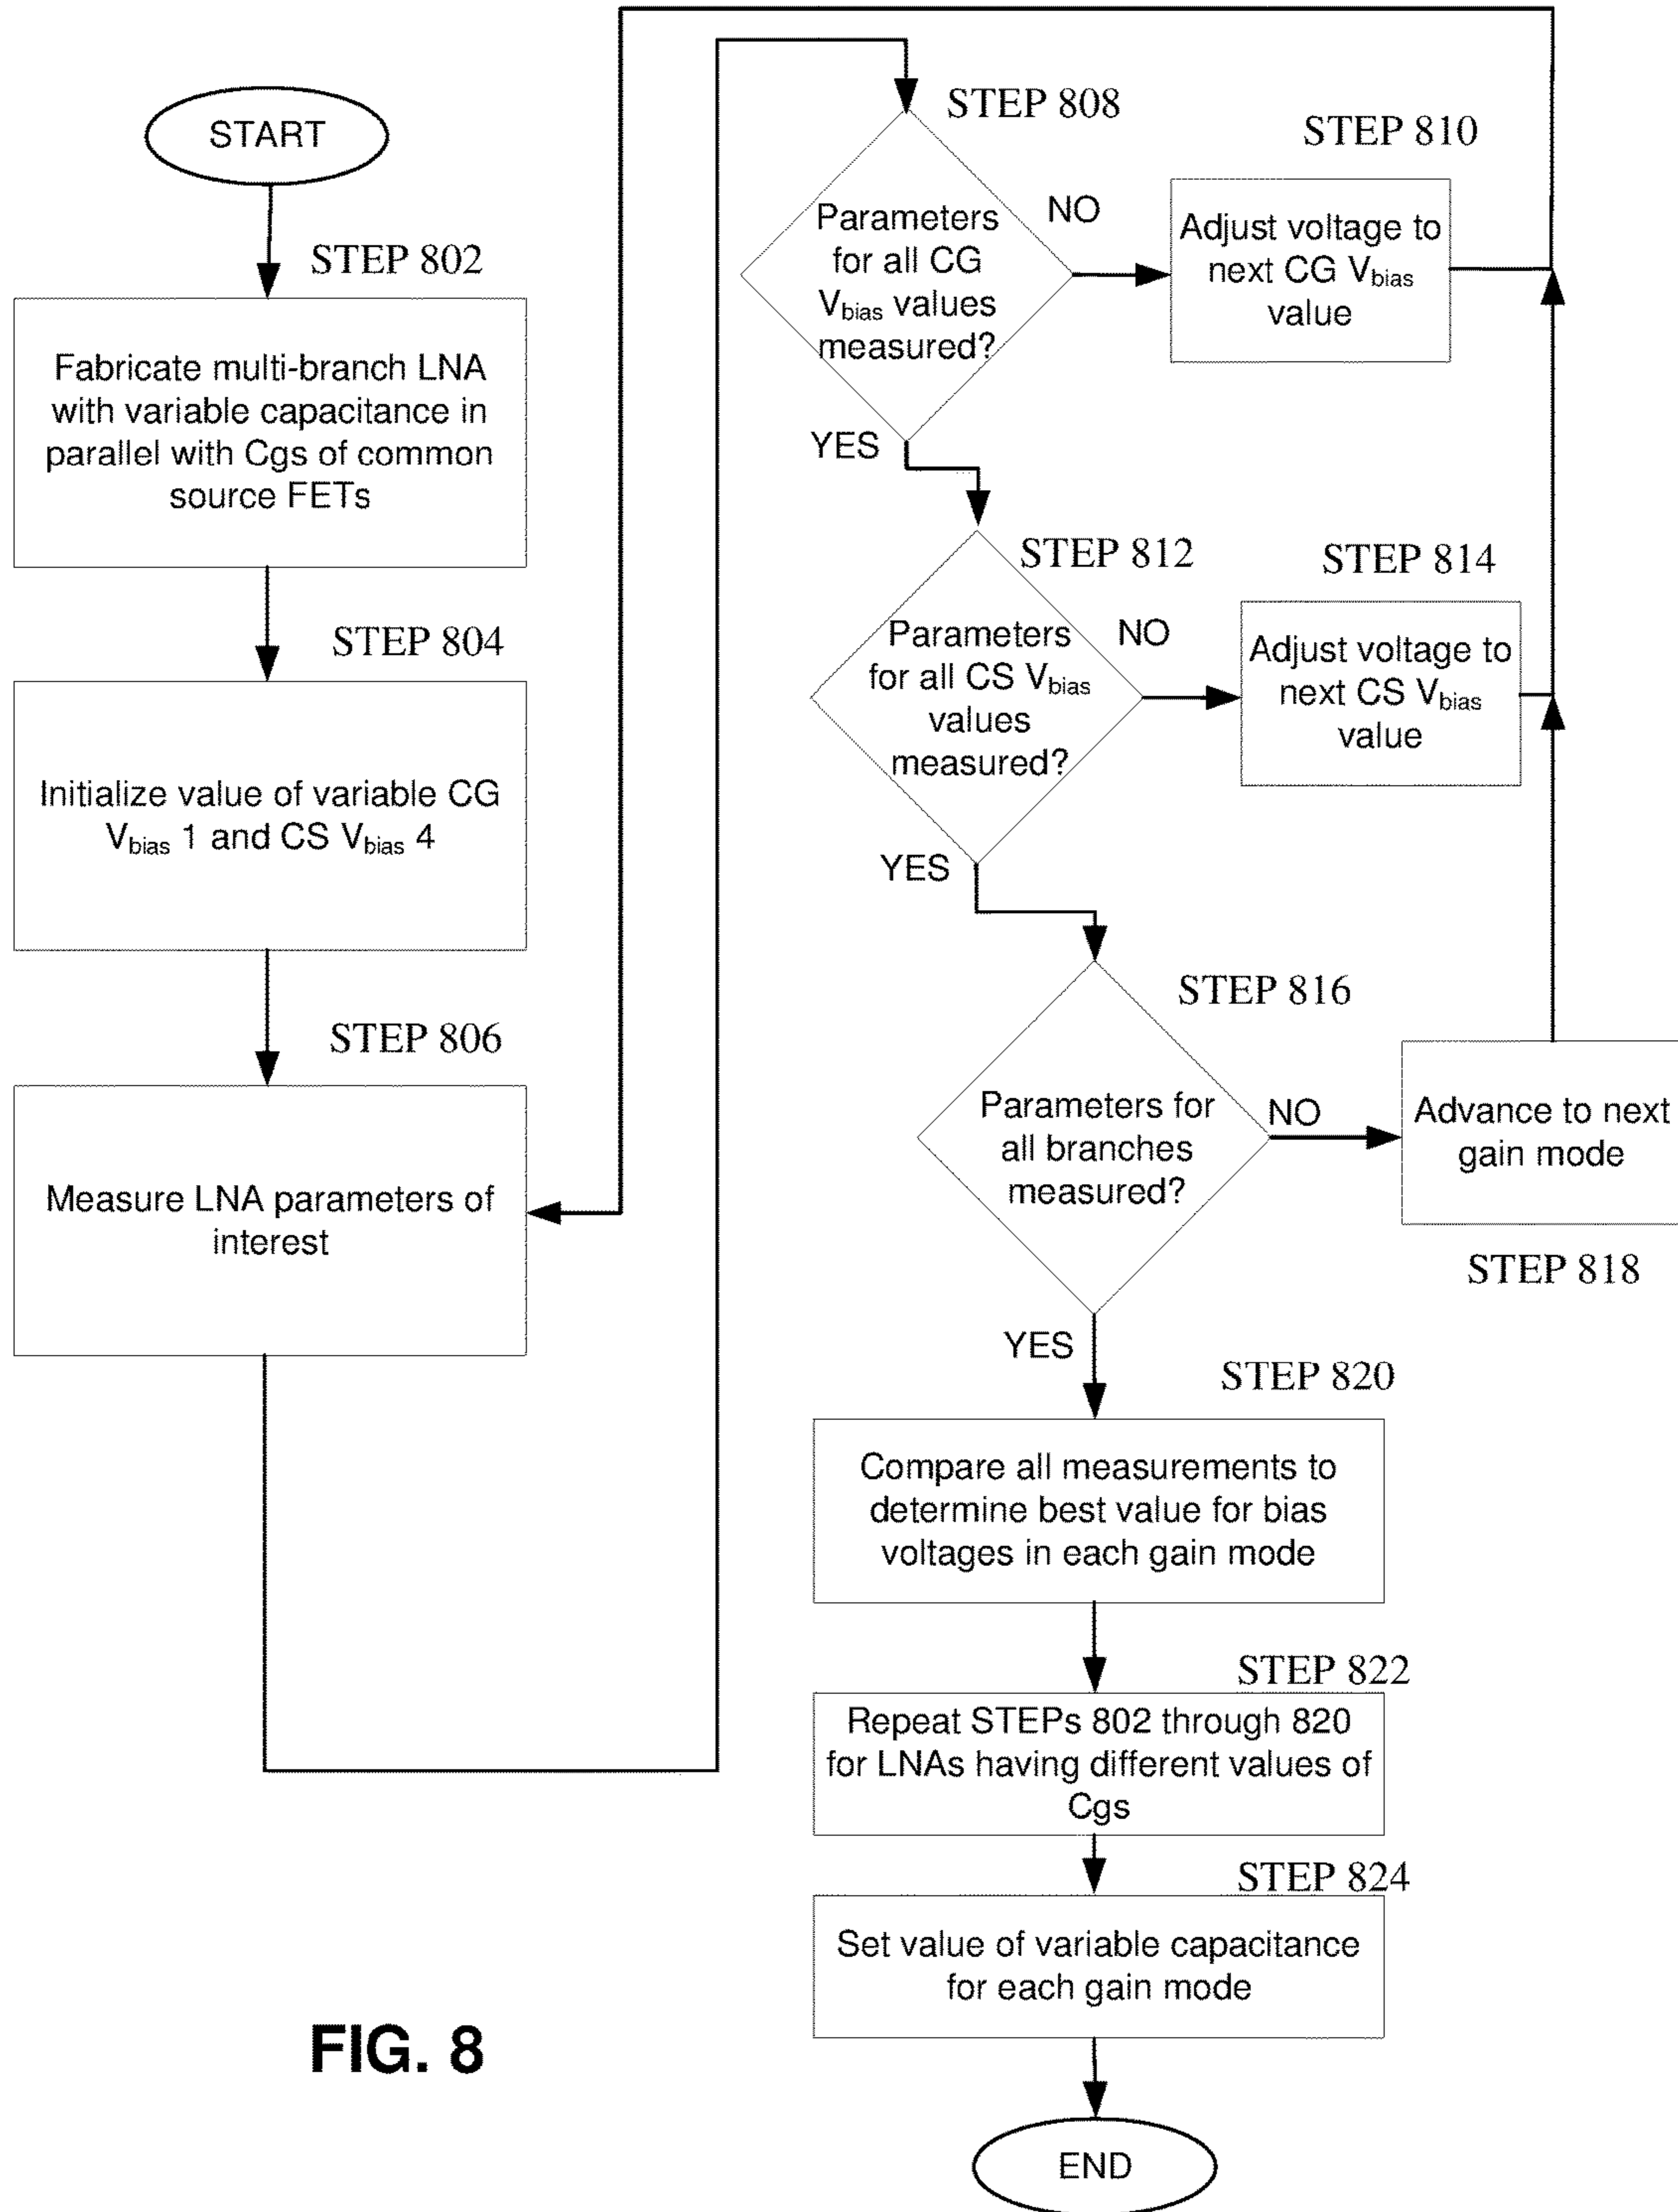 START
STEP 802
Fabricate multi-branch LNA
with variable capacitance in
parallel with Cgs of common
source FETs
STEP 804
Initialize value of variable CG
Vbias 1 and CS Vbias 4
STEP 806
Measure LNA parameters of
interest
STEP 808
Parameters
for all CG
Vbias values
measured?
NO
YES
STEP 810
Adjust voltage to
next CG Vbias
value
STEP 812
Parameters
for all CS Vbias
values
measured?
NO
YES
STEP 814
Adjust voltage to
next CS Vbias
value
STEP 816
Parameters for
all branches
measured?
NO
YES
Advance to next
gain mode
STEP 818
STEP 820
Compare all measurements to
determine best value for bias
voltages in each gain mode
STEP 822
Repeat STEPs 802 through 820
for LNAs having different values of
Cgs
STEP 824
Set value of variable capacitance
for each gain mode
END
FIG. 8